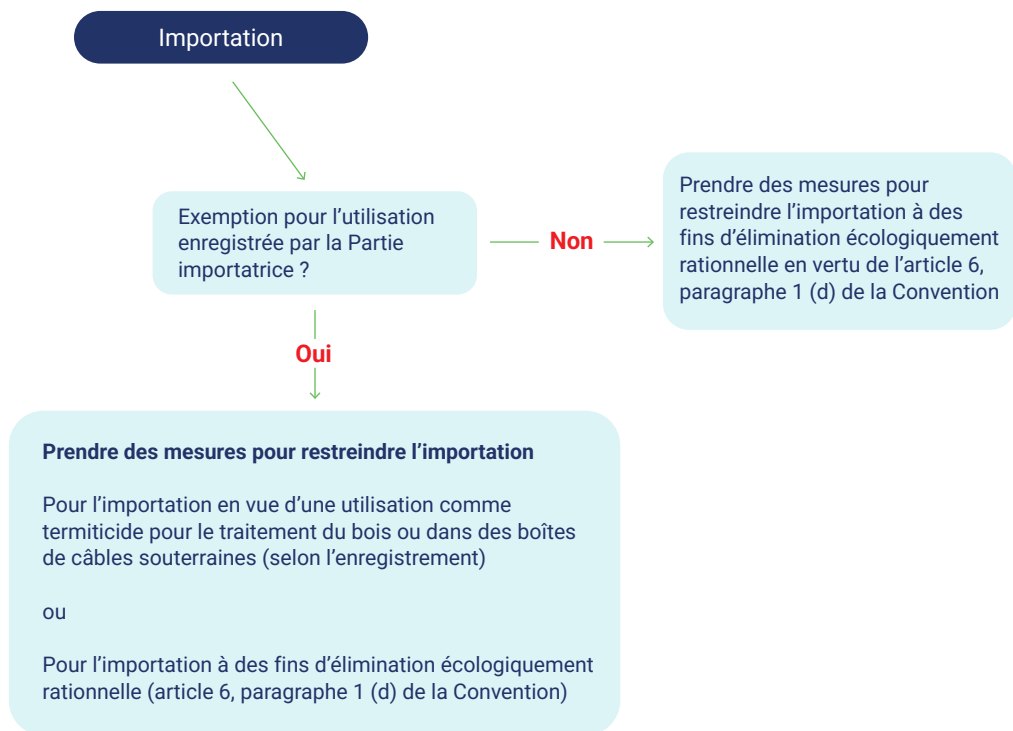 Importation
Exemption pour l’utilisation
enregistrée par la Partie
importatrice ?
Non
Prendre des mesures pour
restreindre l’importation à des
fins d’élimination écologiquement
rationnelle en vertu de l’article 6,
paragraphe 1 (d) de la Convention
Oui
Prendre des mesures pour restreindre l’importation
Pour l’importation en vue d’une utilisation comme
termiticide pour le traitement du bois ou dans des boîtes
de câbles souterraines (selon l’enregistrement)
ou
Pour l’importation à des fins d’élimination écologiquement
rationnelle (article 6, paragraphe 1 (d) de la Convention)